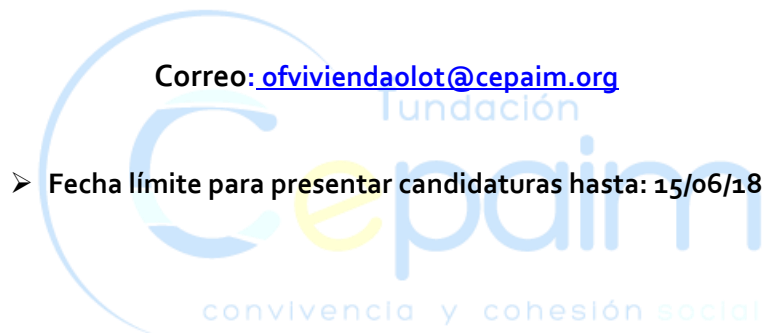 Correo: ofviviendaolot@cepaim.org
fundación
➢ Fecha límite para presentar candidaturas hasta: 15/06/18
Cepaim
convivencia y cohesión social